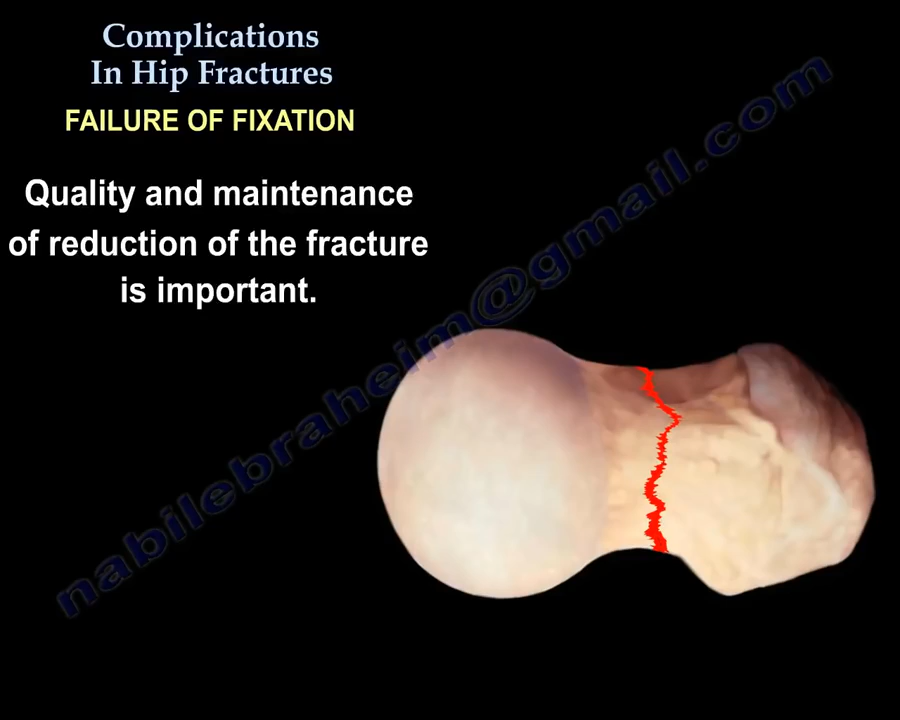 Complications
In Hip Fractures
FAILURE OF FIXATION
Quality and maintenance
of reduction of the fracture
is important.
nabilebraheim@gmail.com